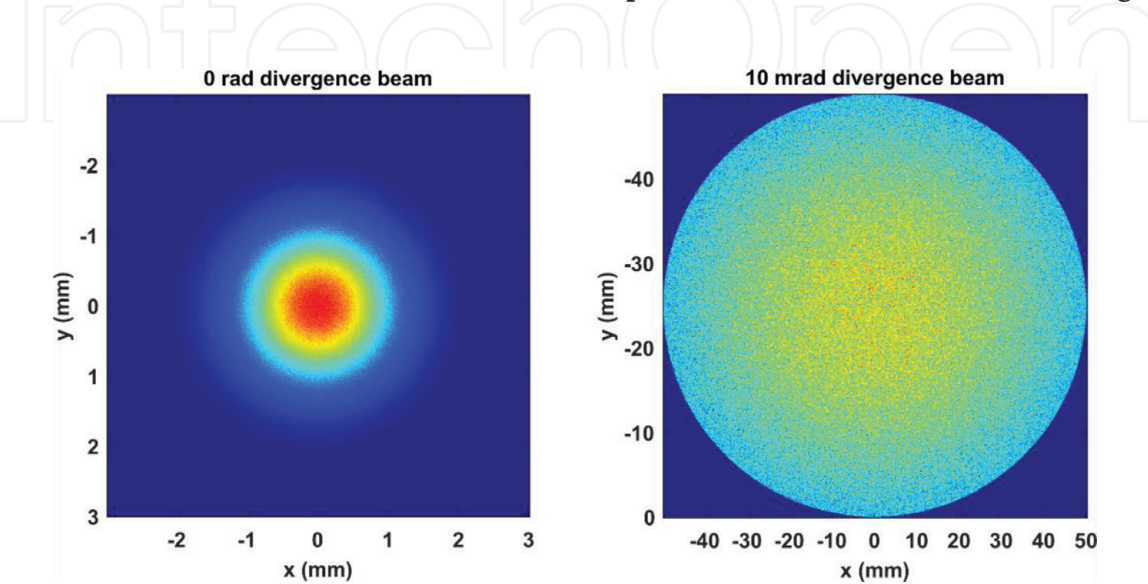 IntechOpen
0 rad divergence beam
10 mrad divergence beam
-2
-1
0
1
2
3
y (mm)
-2 -1 0 1 2 3
x (mm)
-40
-30
-20
-10
0
y (mm)
-40 -30 -20 -10 0 10 20 30 40 50
x (mm)